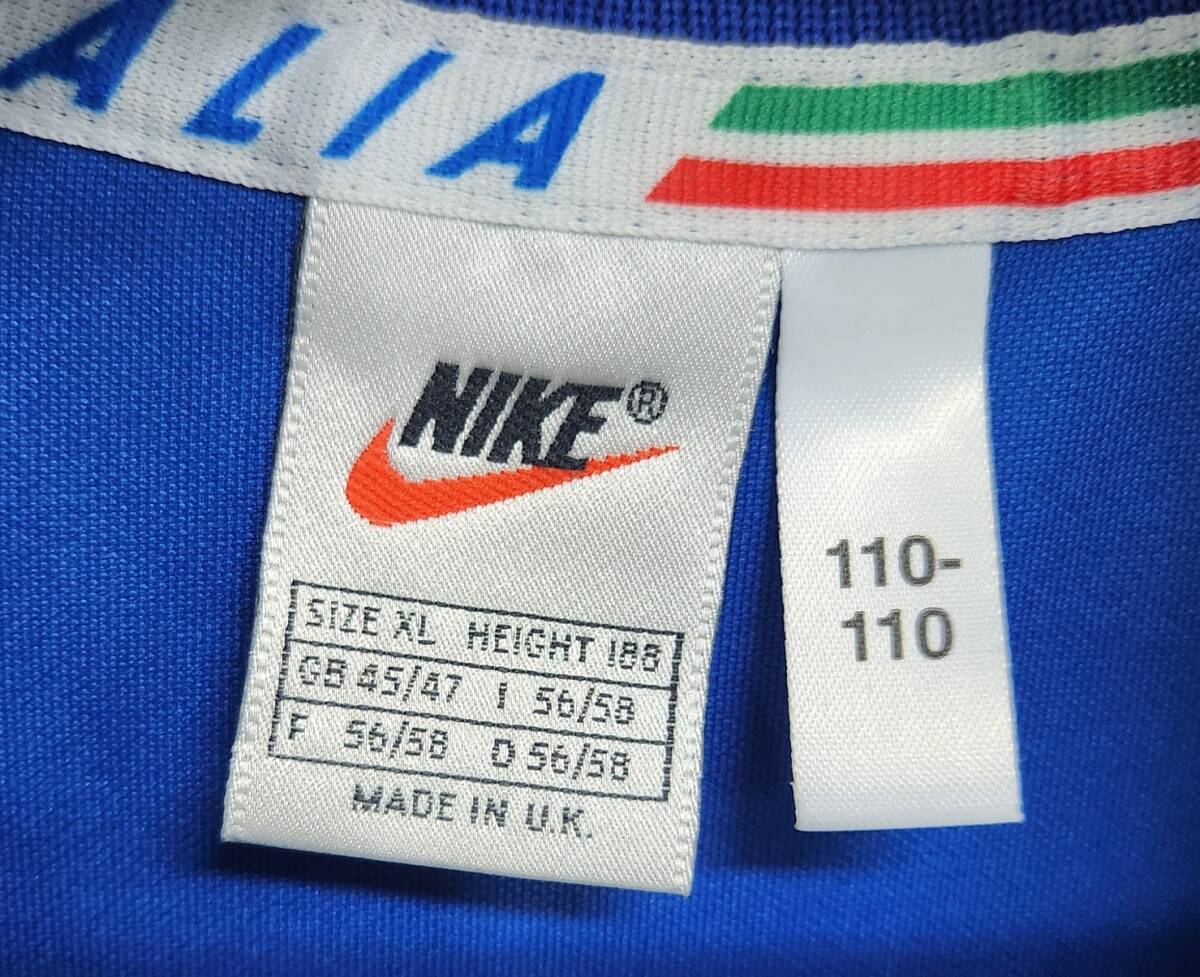 ALIA
NIKE®
SIZE XL HEIGHT 188
GB 45/47 I 56/58
F 56/58 D 56/58
MADE IN U.K.
110-
110